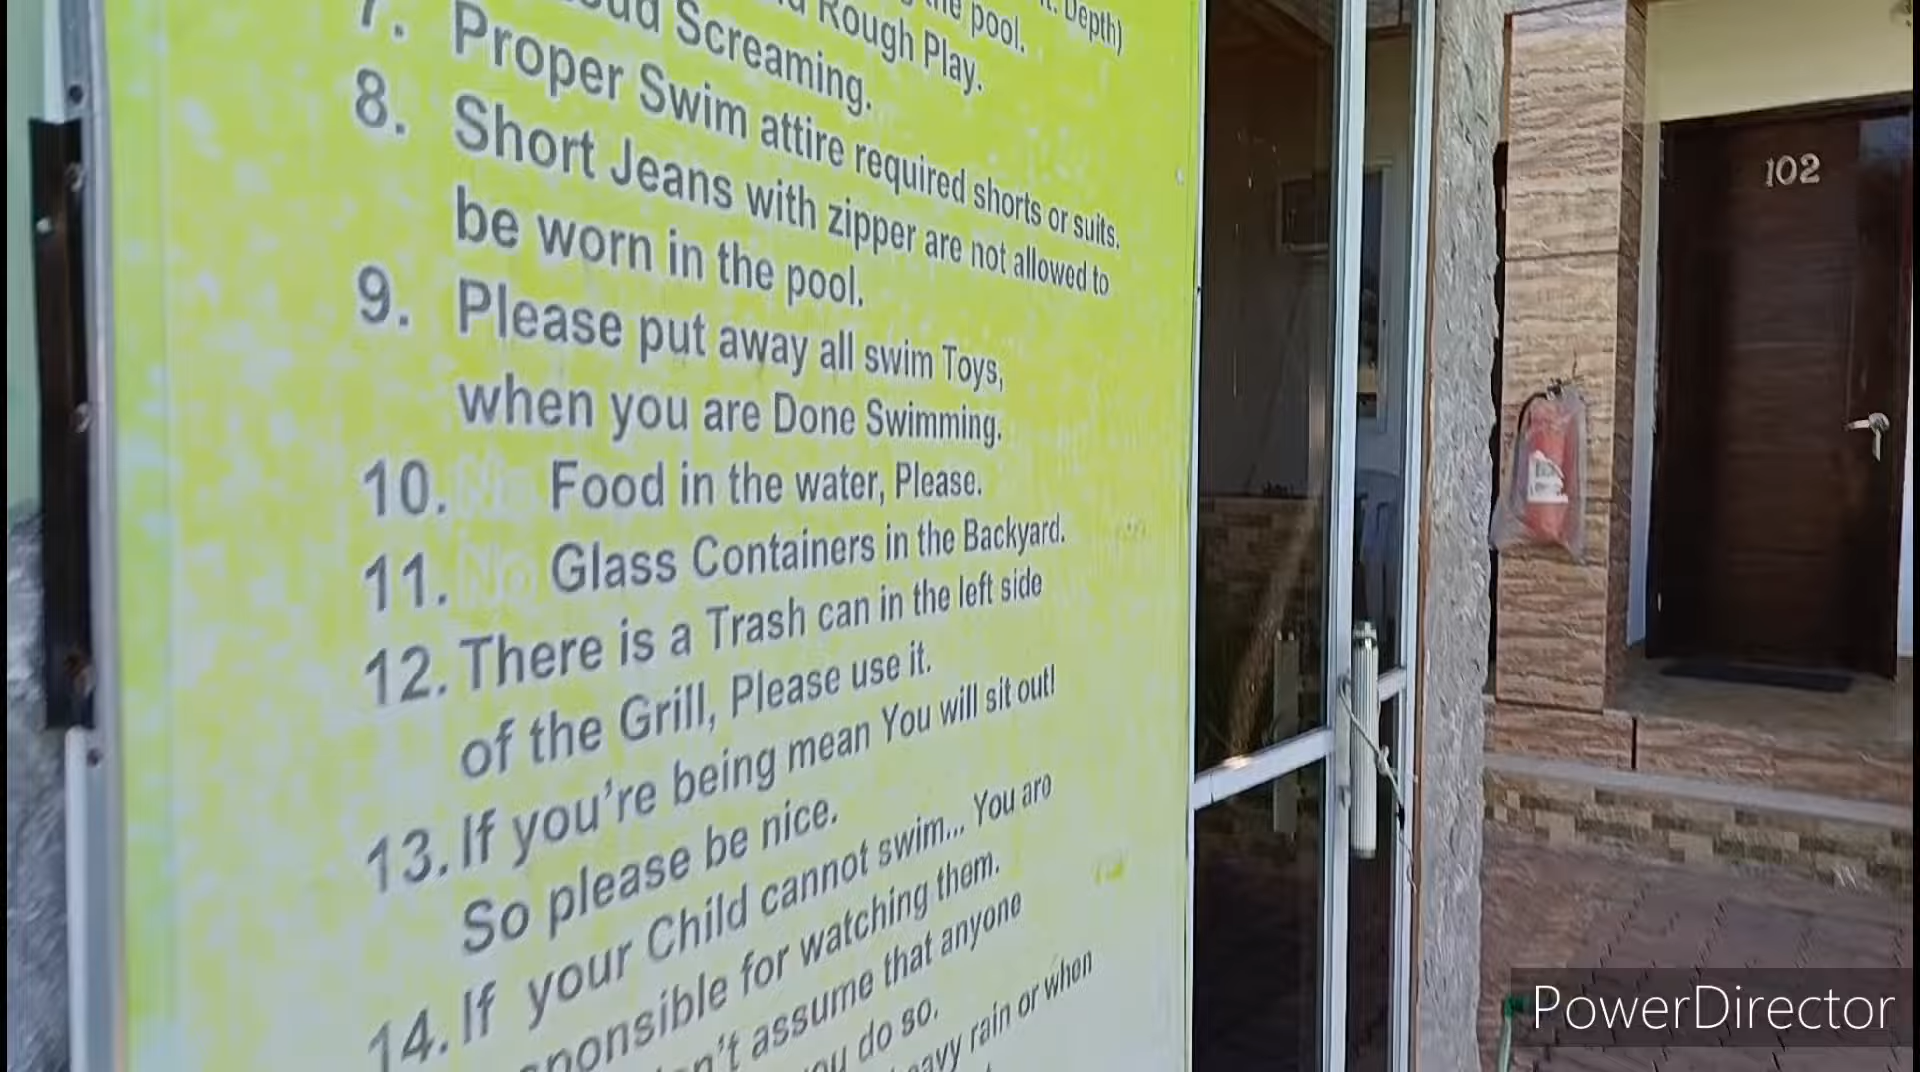 the pool.
Depth)
Rough Play.
Screaming.
7. Proper Swim attire required shorts or suits.
8. Short Jeans with zipper are not allowed to
be worn in the pool.
9. Please put away all swim Toys,
when you are Done Swimming.
10. No Food in the water, Please.
11. No Glass Containers in the Backyard.
12. There is a Trash can in the left side
of the Grill, Please use it.
13. If you're being mean You will sit out!
So please be nice.
14. If your Child cannot swim... You are
for watching them.
assume that anyone
do so.
rain or when
102
PowerDirector